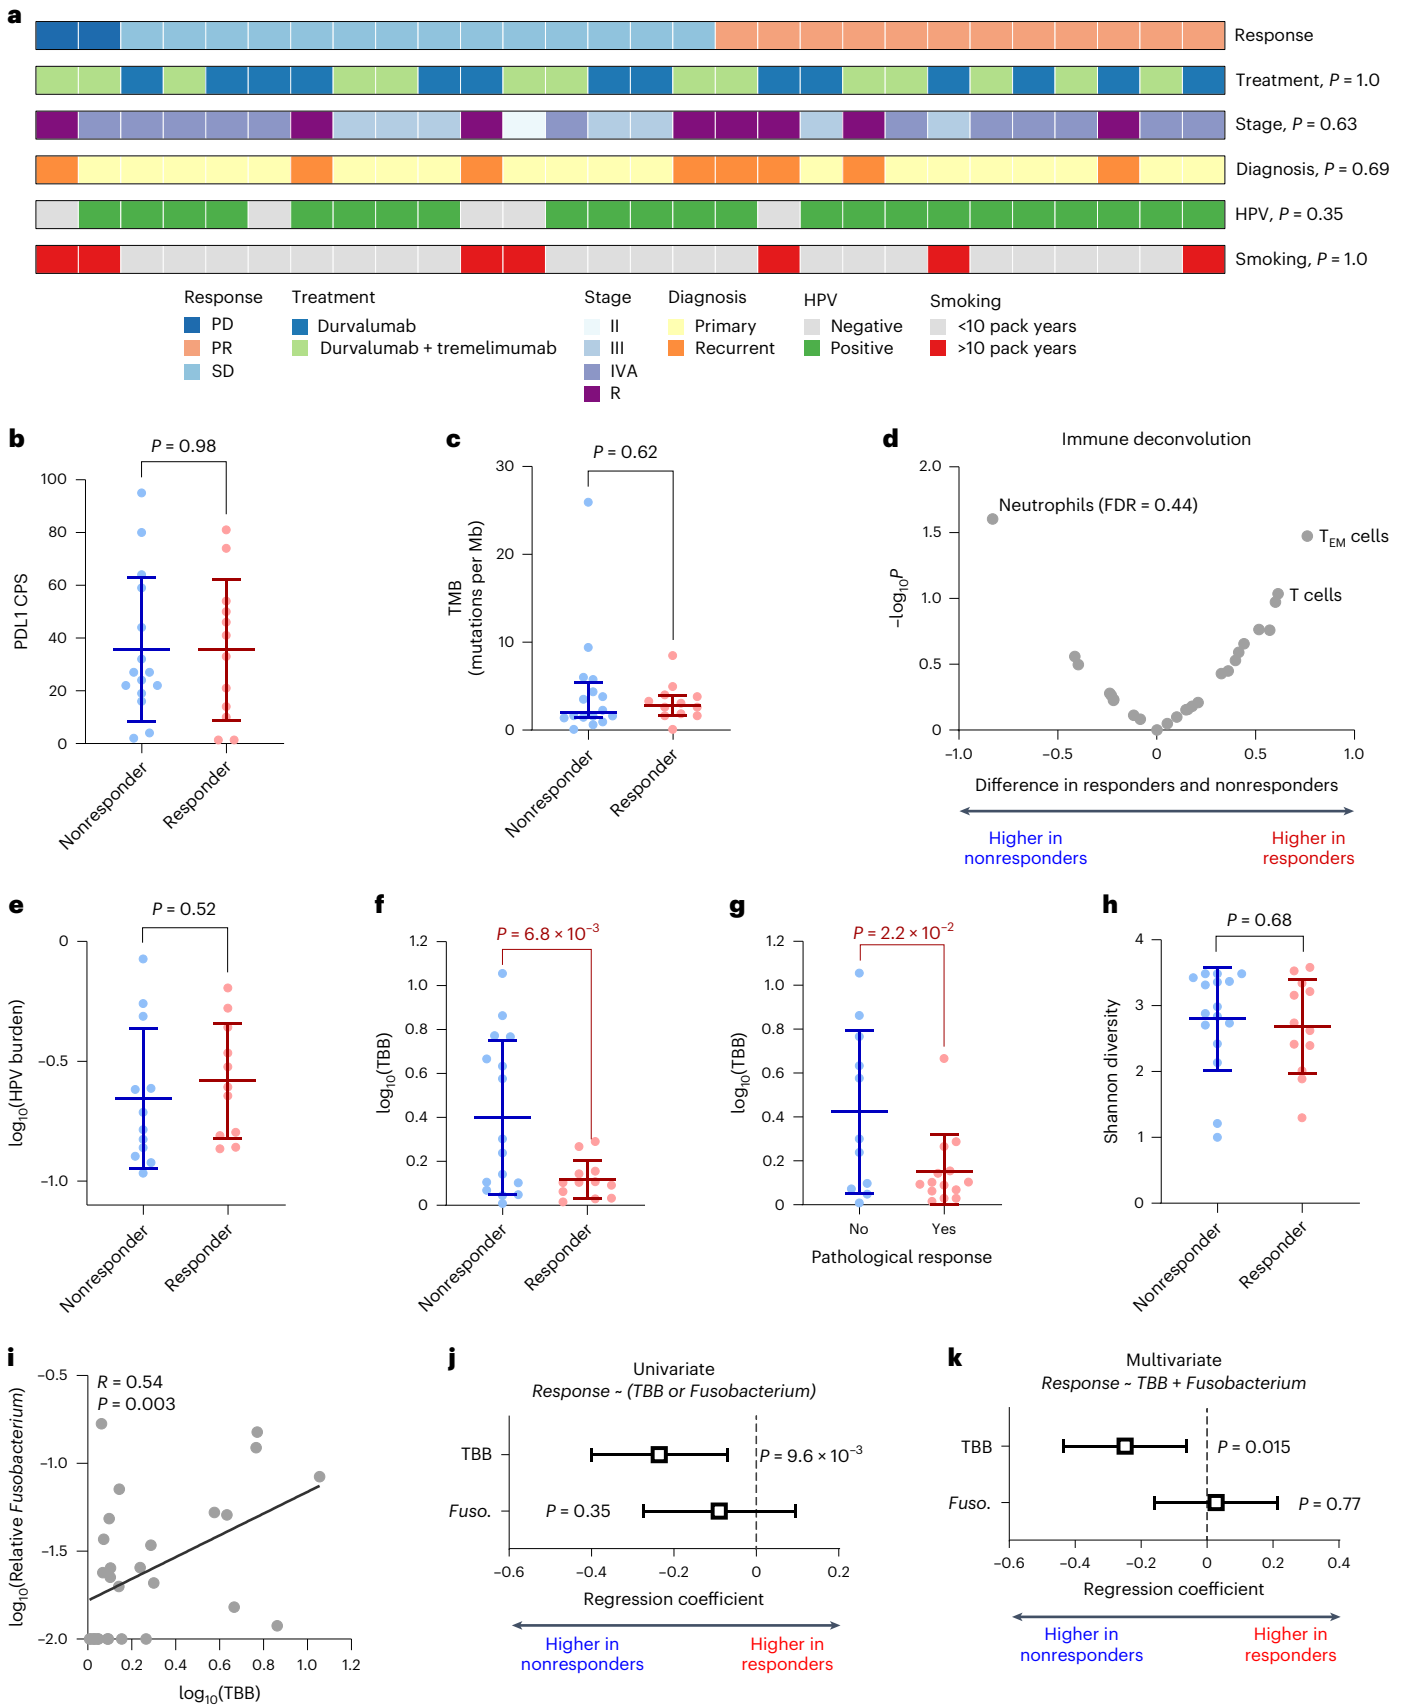 a
Response
Treatment, P = 1.0
Stage, P = 0.63
Diagnosis, P = 0.69
HPV, P = 0.35
Smoking, P = 1.0
Response
PD
PR
SD
Treatment
Durvalumab
Durvalumab + tremelimumab
Stage
II
III
IVA
R
Diagnosis
Primary
Recurrent
HPV
Negative
Positive
Smoking
<10 pack years
>10 pack years
b
P = 0.98
PDL1 CPS
100
80
60
40
20
0
Nonresponder
Responder
c
P = 0.62
TMB
(mutations per Mb)
30
20
10
0
Nonresponder
Responder
d
Immune deconvolution
–log10P
2.0
1.5
1.0
0.5
0
Neutrophils (FDR = 0.44)
TEM cells
T cells
–1.0
–0.5
0
0.5
1.0
Difference in responders and nonresponders
Higher in
nonresponders
Higher in
responders
e
P = 0.52
log10(HPV burden)
0
–0.5
–1.0
Nonresponder
Responder
f
P = 6.8 × 10–3
log10(TBB)
1.2
1.0
0.8
0.6
0.4
0.2
0
Nonresponder
Responder
g
P = 2.2 × 10–2
log10(TBB)
1.2
1.0
0.8
0.6
0.4
0.2
0
No
Yes
Pathological response
h
P = 0.68
Shannon diversity
4
3
2
1
0
Nonresponder
Responder
i
R = 0.54
P = 0.003
log10(Relative Fusobacterium)
–0.5
–1.0
–1.5
–2.0
0
0.2
0.4
0.6
0.8
1.0
1.2
log10(TBB)
j
Univariate
Response ~ (TBB or Fusobacterium)
TBB
P = 9.6 × 10–3
Fuso.
P = 0.35
–0.6
–0.4
–0.2
0
0.2
Regression coefficient
Higher in
nonresponders
Higher in
responders
k
Multivariate
Response ~ TBB + Fusobacterium
TBB
P = 0.015
Fuso.
P = 0.77
–0.6
–0.4
–0.2
0
0.2
0.4
Regression coefficient
Higher in
nonresponders
Higher in
responders